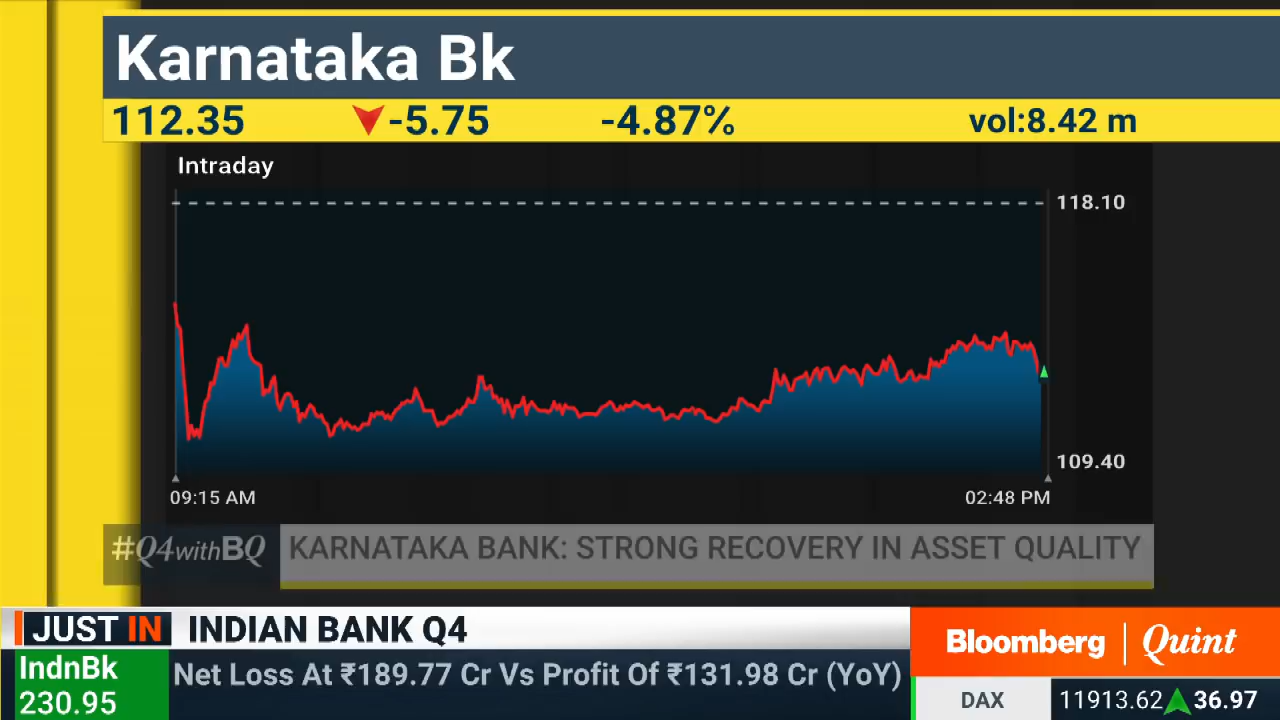 Karnataka Bk
112.35 -5.75 -4.87% vol:8.42 m
Intraday
118.10
109.40
09:15 AM 02:48 PM
#Q4withBQ KARNATAKA BANK: STRONG RECOVERY IN ASSET QUALITY
JUST IN INDIAN BANK Q4
IndnBk
230.95
Net Loss At ₹189.77 Cr Vs Profit Of ₹131.98 Cr (YoY)
Bloomberg | Quint
DAX 11913.62 36.97